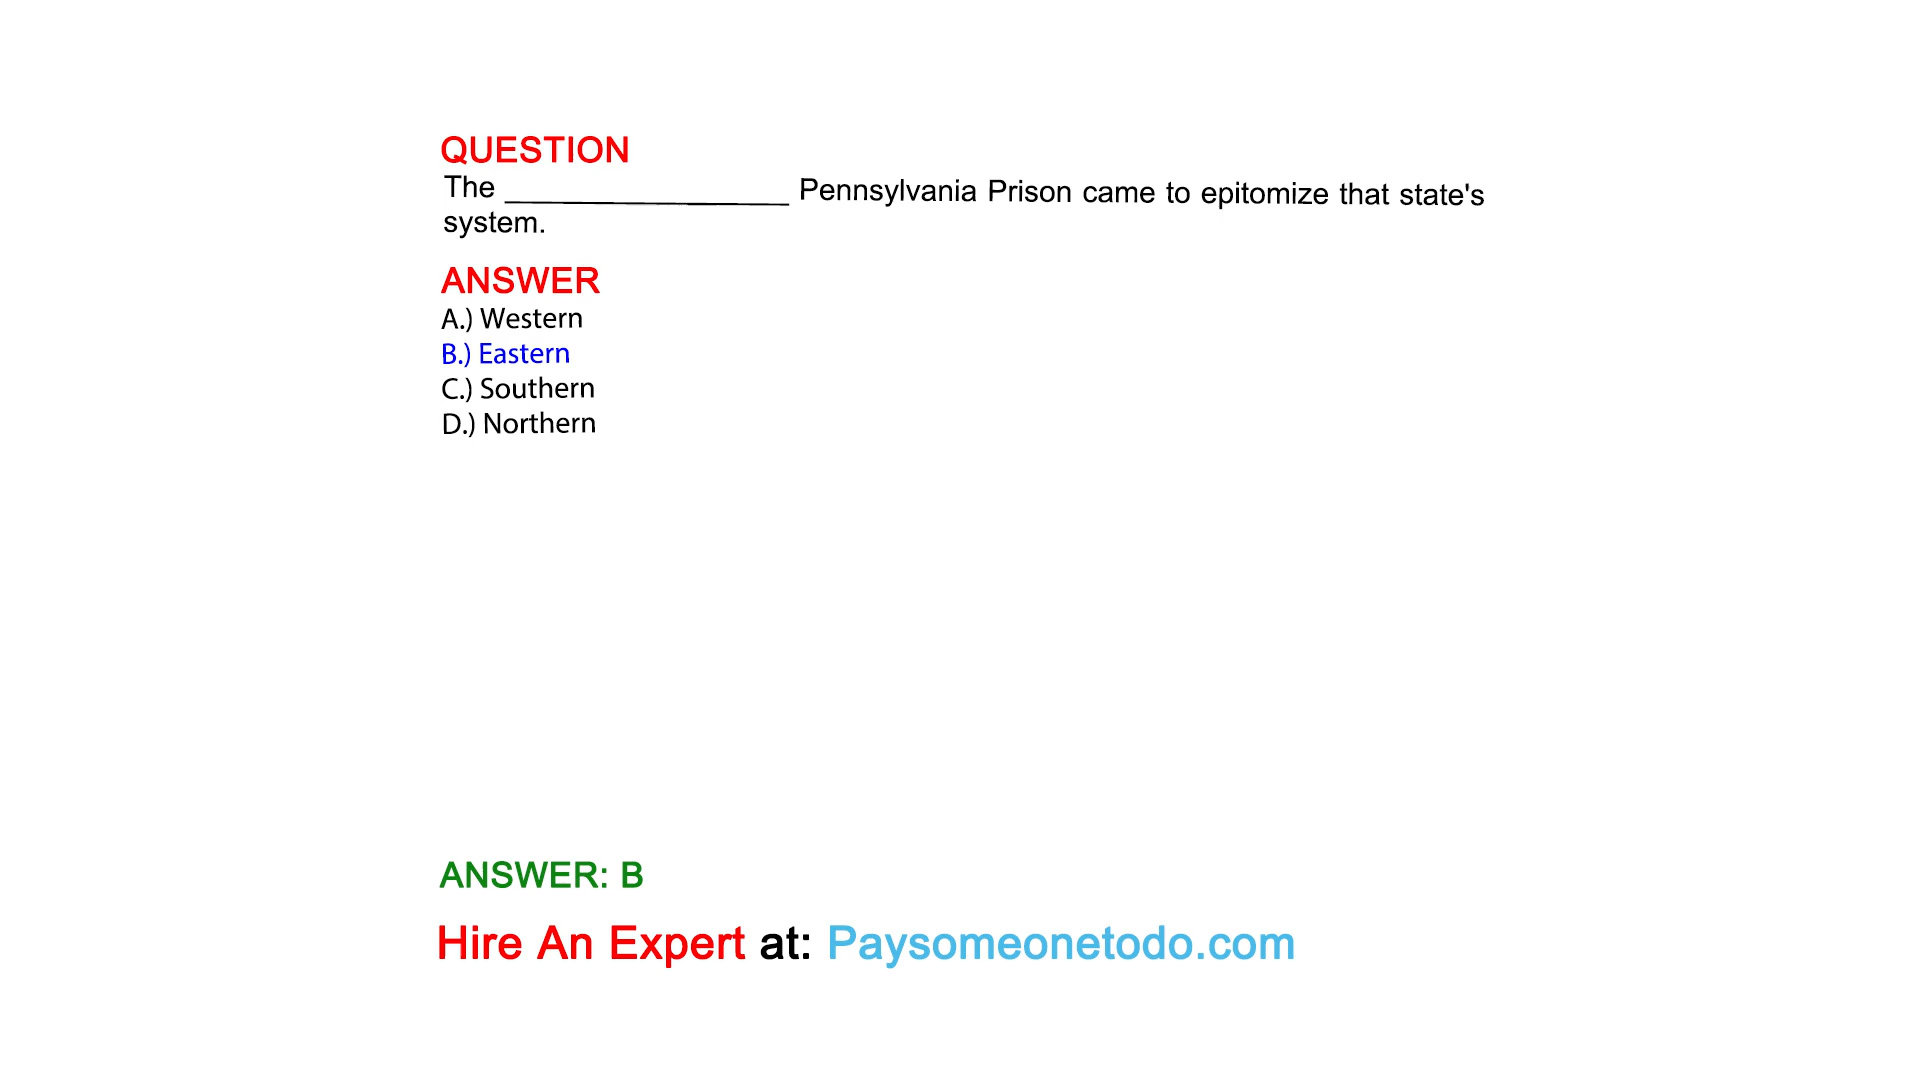 QUESTION
The _________________ Pennsylvania Prison came to epitomize that state's
system.
ANSWER
A.) Western
B.) Eastern
C.) Southern
D.) Northern
ANSWER: B
Hire An Expert at: Paysomeonetodo.com